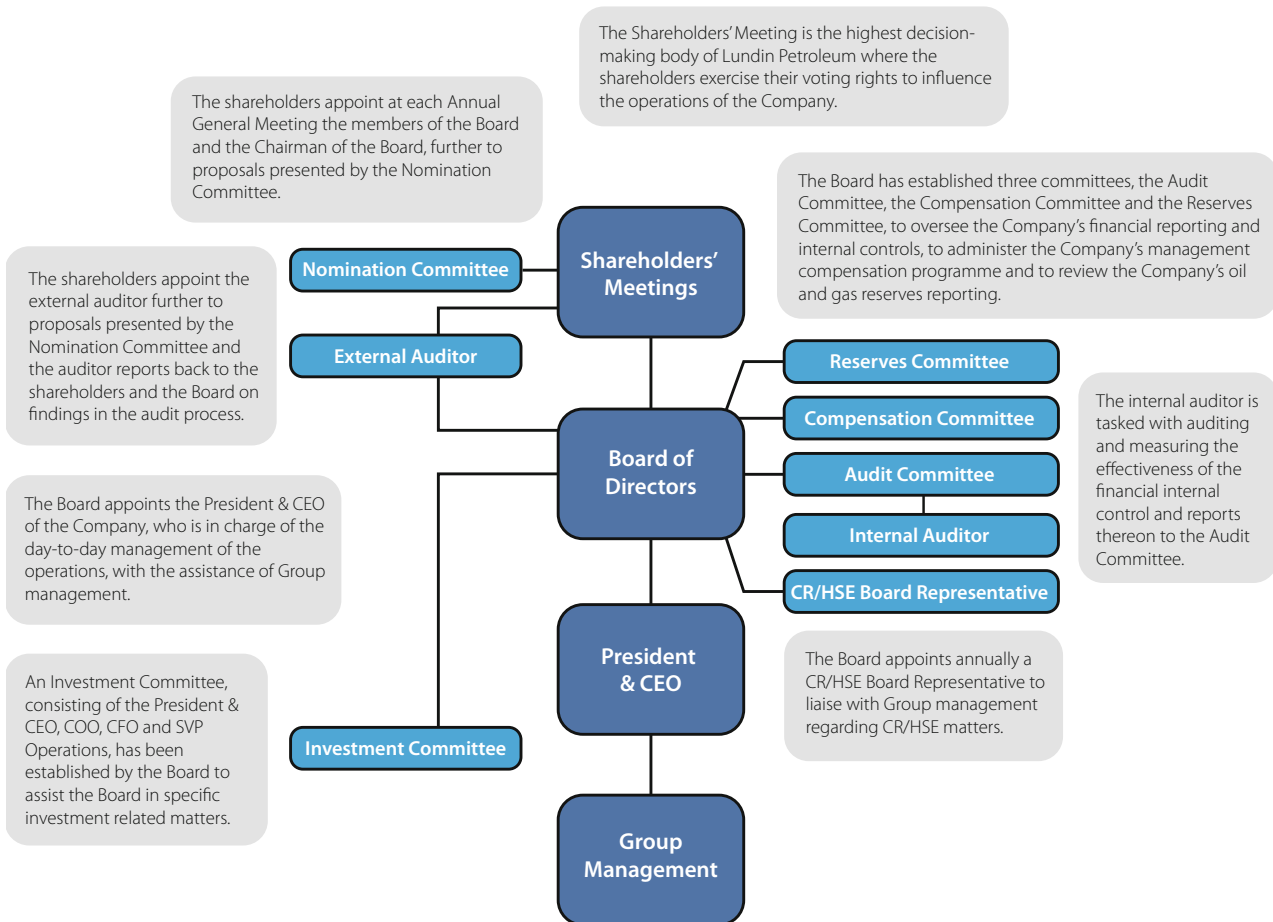 The Shareholders' Meeting is the highest decision-
making body of Lundin Petroleum where the
shareholders exercise their voting rights to influence
the operations of the Company.
The shareholders appoint at each Annual
General Meeting the members of the Board
and the Chairman of the Board, further to
proposals presented by the Nomination
Committee.
The Board has established three committees, the Audit
Committee, the Compensation Committee and the Reserves
Committee, to oversee the Company's financial reporting and
internal controls, to administer the Company's management
compensation programme and to review the Company's oil
and gas reserves reporting.
The shareholders appoint the
external auditor further to
proposals presented by the
Nomination Committee and
the auditor reports back to the
shareholders and the Board on
findings in the audit process.
Nomination Committee
Shareholders'
Meetings
External Auditor
Reserves Committee
Compensation Committee
Audit Committee
Internal Auditor
CR/HSE Board Representative
The internal auditor is
tasked with auditing
and measuring the
effectiveness of the
financial internal
control and reports
thereon to the Audit
Committee.
Board of
Directors
The Board appoints the President & CEO
of the Company, who is in charge of the
day-to-day management of the
operations, with the assistance of Group
management.
President
& CEO
The Board appoints annually a
CR/HSE Board Representative to
liaise with Group management
regarding CR/HSE matters.
An Investment Committee,
consisting of the President &
CEO, COO, CFO and SVP
Operations, has been
established by the Board to
assist the Board in specific
investment related matters.
Investment Committee
Group
Management